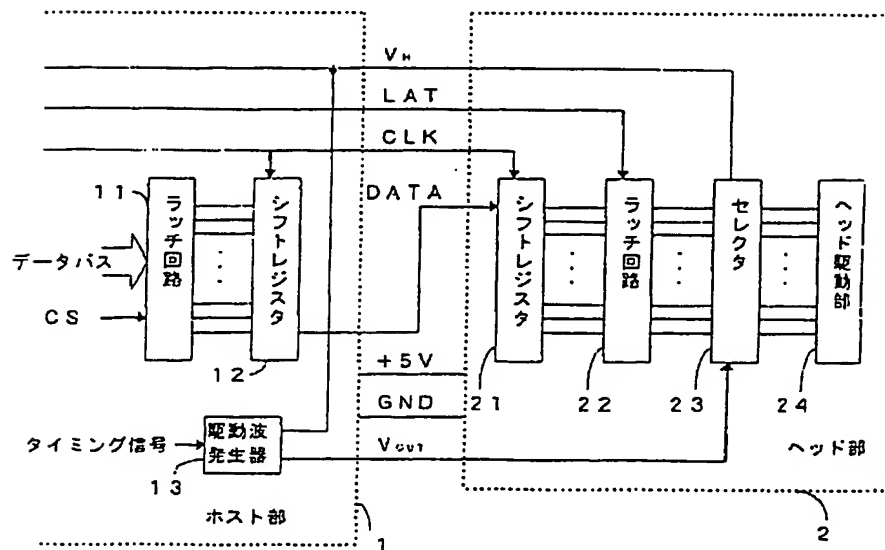 V_H
LAT
CLK
DATA
11
ラッチ回路
シフトレジスタ
データバス
CS
12
+5V
GND
V_OUT
タイミング信号
駆動波
発生器
13
ホスト部
1
シフトレジスタ
ラッチ回路
セレクタ
ヘッド駆動部
21
22
23
24
ヘッド部
2